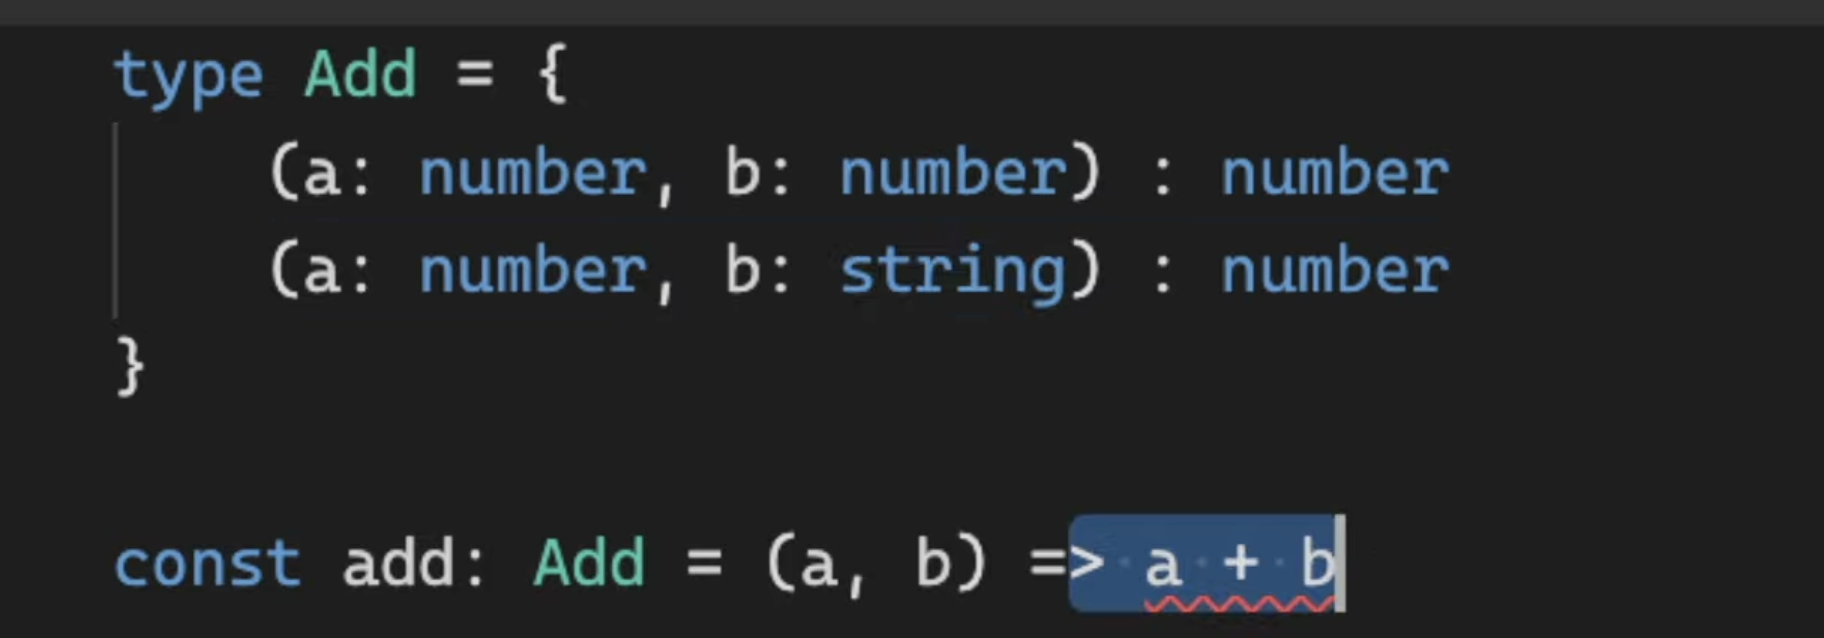 type Add = {
(a: number, b: number) : number
(a: number, b: string) : number
}
const add: Add = (a, b) => a + b